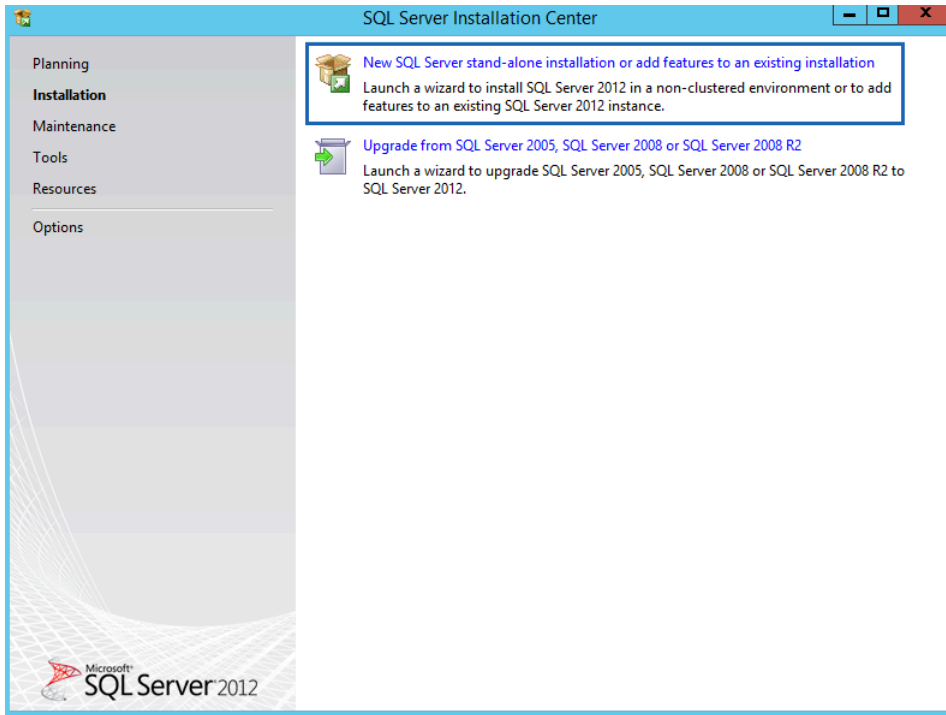 SQL Server Installation Center
Planning
Installation
Maintenance
Tools
Resources
Options
New SQL Server stand-alone installation or add features to an existing installation
Launch a wizard to install SQL Server 2012 in a non-clustered environment or to add
features to an existing SQL Server 2012 instance.
Upgrade from SQL Server 2005, SQL Server 2008 or SQL Server 2008 R2
Launch a wizard to upgrade SQL Server 2005, SQL Server 2008 or SQL Server 2008 R2 to
SQL Server 2012.
Microsoft®
SQL Server 2012